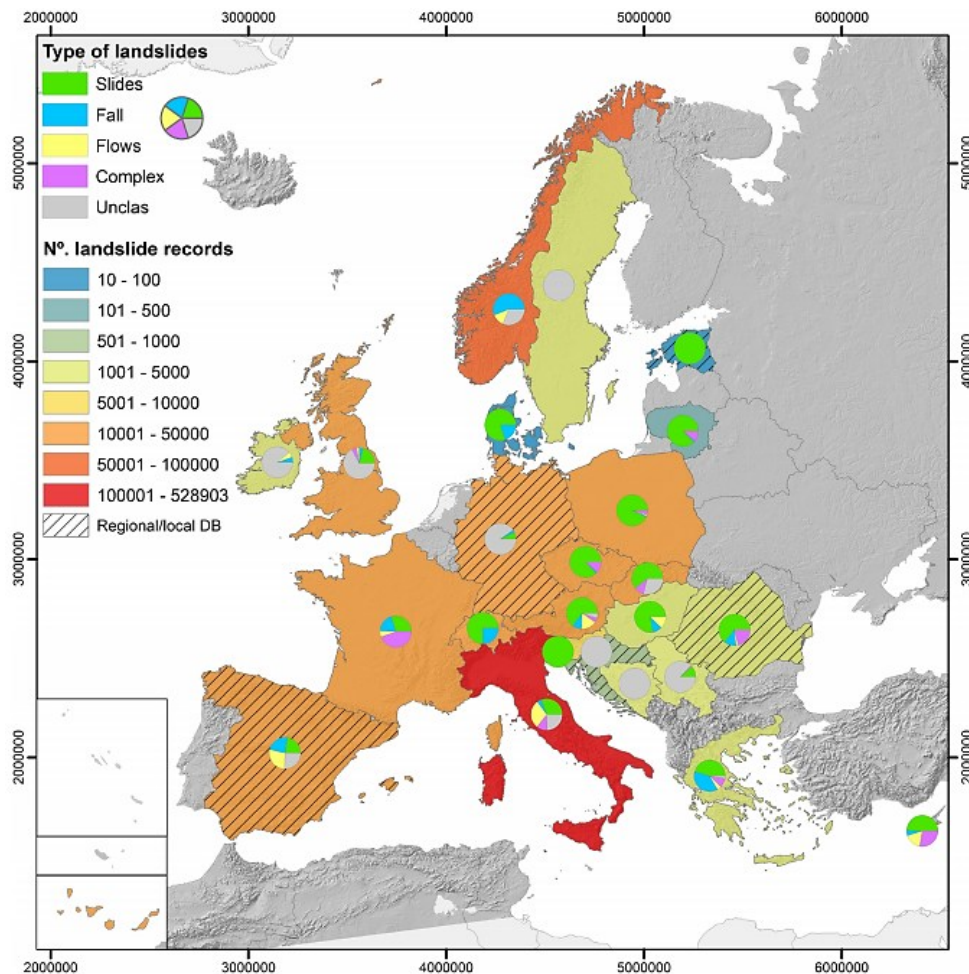 2000000 3000000 4000000 5000000 6000000
Type of landslides
Slides
Fall
Flows
Complex
Unclas
Nº. landslide records
10 - 100
101 - 500
501 - 1000
1001 - 5000
5001 - 10000
10001 - 50000
50001 - 100000
100001 - 528903
Regional/local DB
5000000
4000000
3000000
2000000
5000000
4000000
3000000
2000000
2000000 3000000 4000000 5000000 6000000